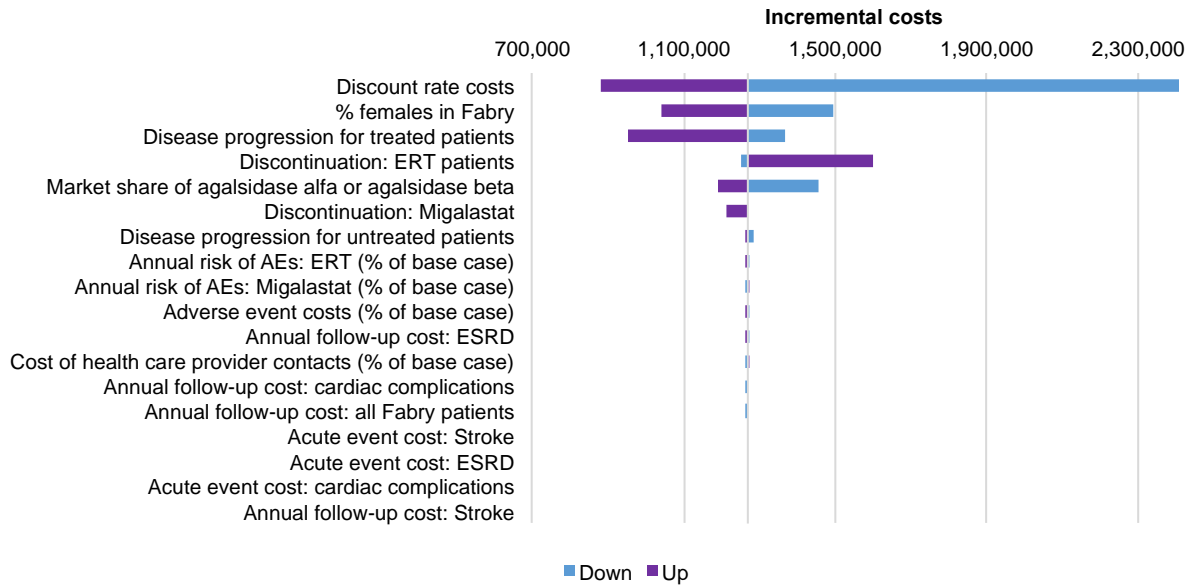 Incremental costs
700,000 1,100,000 1,500,000 1,900,000 2,300,000
Discount rate costs
% females in Fabry
Disease progression for treated patients
Discontinuation: ERT patients
Market share of agalsidase alfa or agalsidase beta
Discontinuation: Migalastat
Disease progression for untreated patients
Annual risk of AEs: ERT (% of base case)
Annual risk of AEs: Migalastat (% of base case)
Adverse event costs (% of base case)
Annual follow-up cost: ESRD
Cost of health care provider contacts (% of base case)
Annual follow-up cost: cardiac complications
Annual follow-up cost: all Fabry patients
Acute event cost: Stroke
Acute event cost: ESRD
Acute event cost: cardiac complications
Annual follow-up cost: Stroke
Down Up